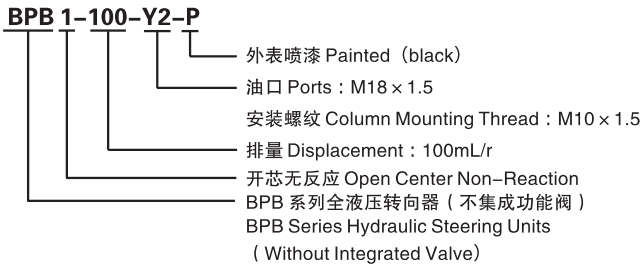 BPB 1-100-Y2-P
外表喷漆 Painted（black）
油口 Ports：M18×1.5
安装螺纹 Column Mounting Thread：M10×1.5
排量 Displacement：100mL/r
开芯无反应 Open Center Non-Reaction
BPB 系列全液压转向器（不集成功能阀）
BPB Series Hydraulic Steering Units
（Without Integrated Valve）